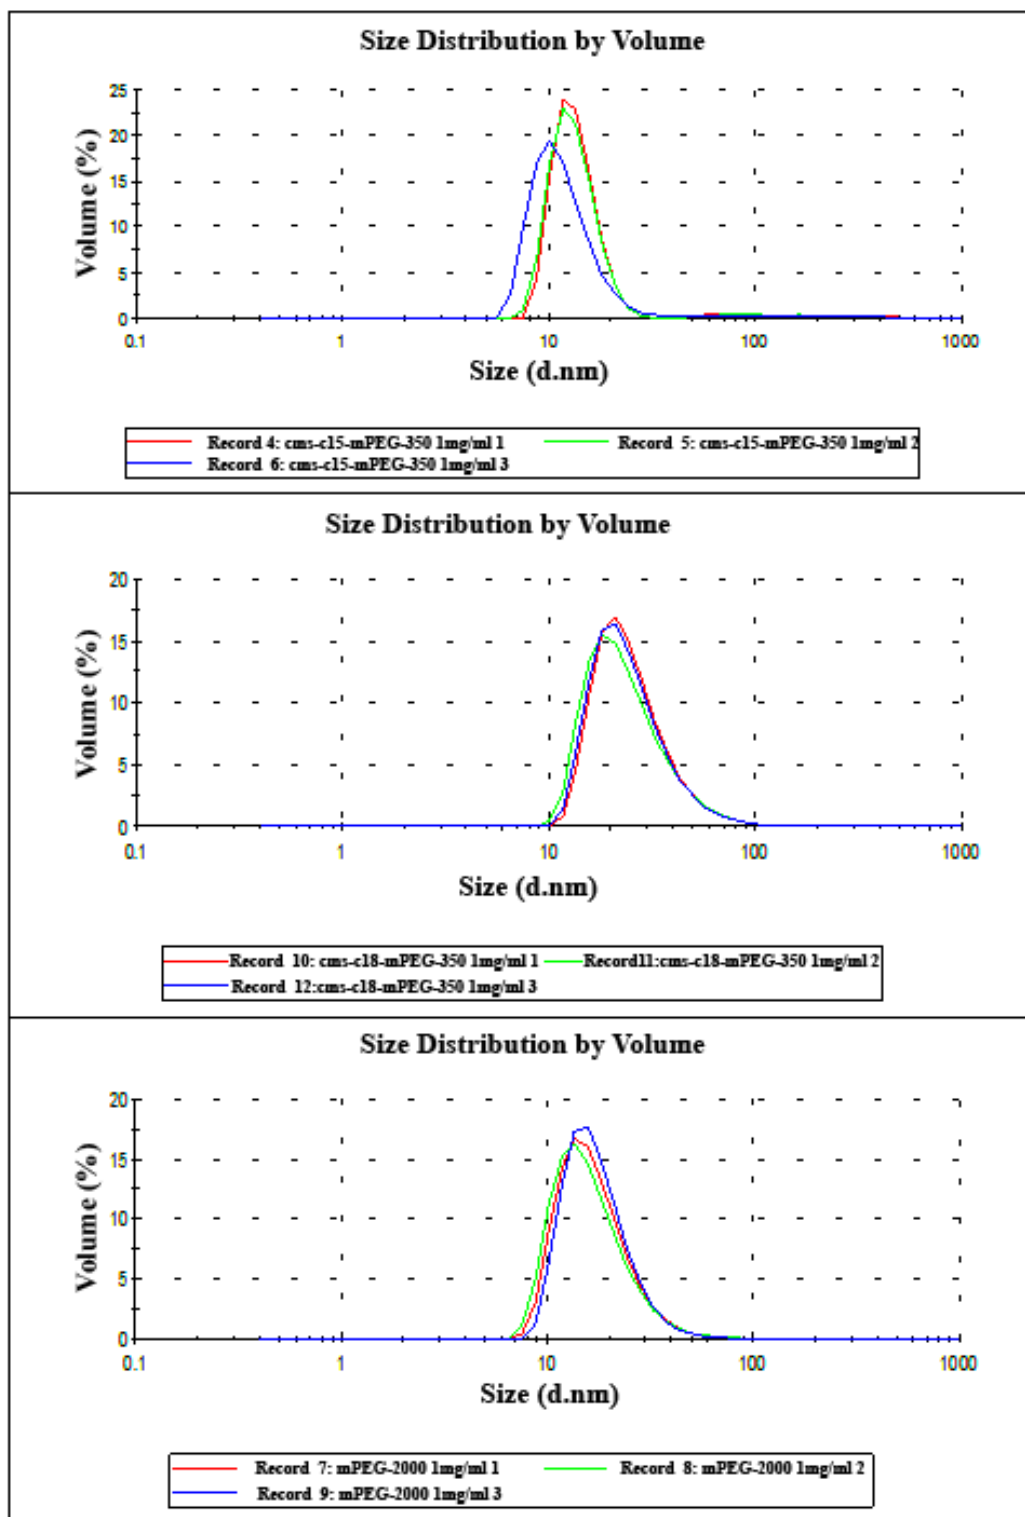 Size Distribution by Volume
Volume (%)
25
20
15
10
5
0
0.1 1 10 100 1000
Size (d.nm)
Record 4: cms-c15-mPEG-350 1mg/ml 1 Record 5: cms-c15-mPEG-350 1mg/ml 2
Record 6: cms-c15-mPEG-350 1mg/ml 3
Size Distribution by Volume
Volume (%)
20
15
10
5
0
0.1 1 10 100 1000
Size (d.nm)
Record 10: cms-c18-mPEG-350 1mg/ml 1 Record11:cms-c18-mPEG-350 1mg/ml 2
Record 12:cms-c18-mPEG-350 1mg/ml 3
Size Distribution by Volume
Volume (%)
20
15
10
5
0
0.1 1 10 100 1000
Size (d.nm)
Record 7: mPEG-2000 1mg/ml 1 Record 8: mPEG-2000 1mg/ml 2
Record 9: mPEG-2000 1mg/ml 3